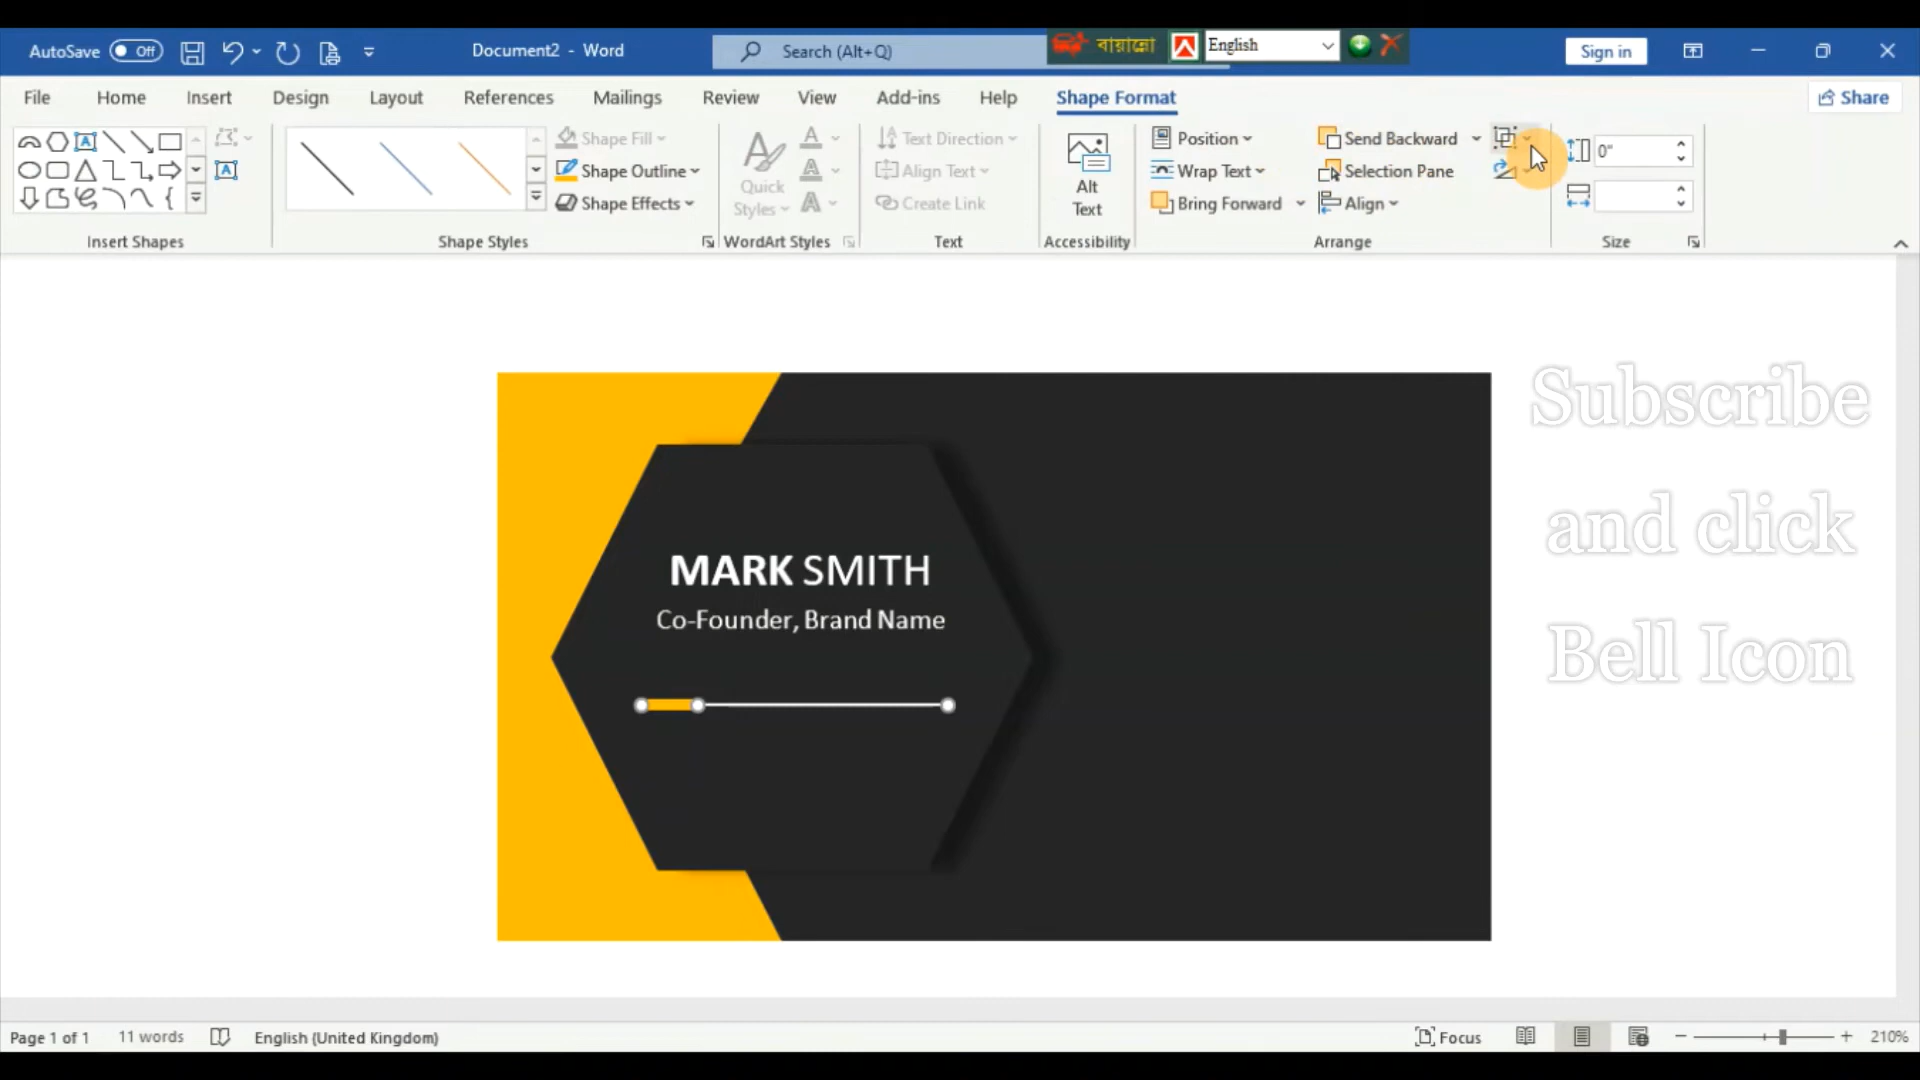 AutoSave Off
Document2 - Word
Search (Alt+Q)
বায়ান্নো
English
Sign in
File Home Insert Design Layout References Mailings Review View Add-ins Help Shape Format
Share
Shape Fill
Shape Outline
Shape Effects
Quick
Styles
Text Direction
Align Text
Create Link
Alt
Text
Position
Wrap Text
Bring Forward
Send Backward
Selection Pane
Align
0"
Insert Shapes
Shape Styles
WordArt Styles
Text
Accessibility
Arrange
Size
MARK SMITH
Co-Founder, Brand Name
Subscribe
and click
Bell Icon
Page 1 of 1 11 words English (United Kingdom)
Focus
210%